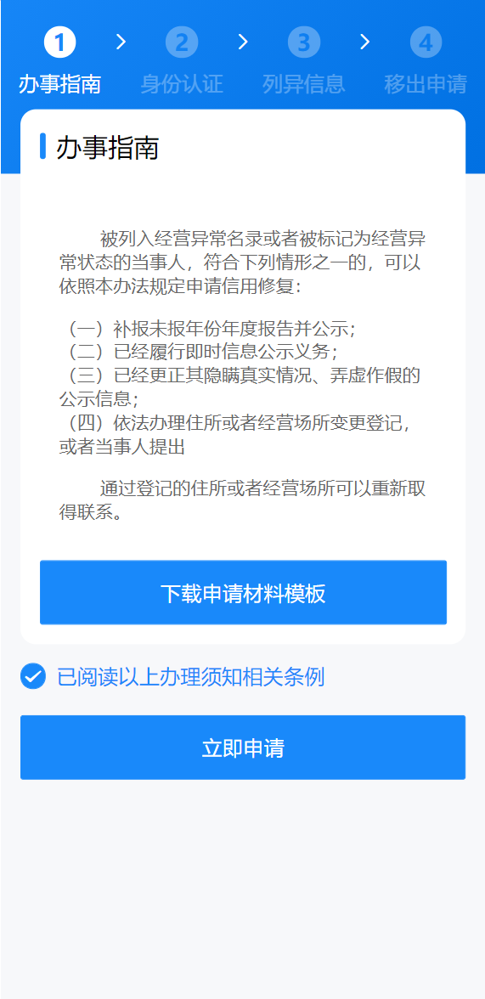 1 2 3 4
办事指南 身份认证 列异信息 移出申请
办事指南
被列入经营异常名录或者被标记为经营异
常状态的当事人，符合下列情形之一的，可以
依照本办法规定申请信用修复：
（一）补报未报年份年度报告并公示；
（二）已经履行即时信息公示义务；
（三）已经更正其隐瞒真实情况、弄虚作假的
公示信息；
（四）依法办理住所或者经营场所变更登记，
或者当事人提出
通过登记的住所或者经营场所可以重新取
得联系。
下载申请材料模板
已阅读以上办理须知相关条例
立即申请